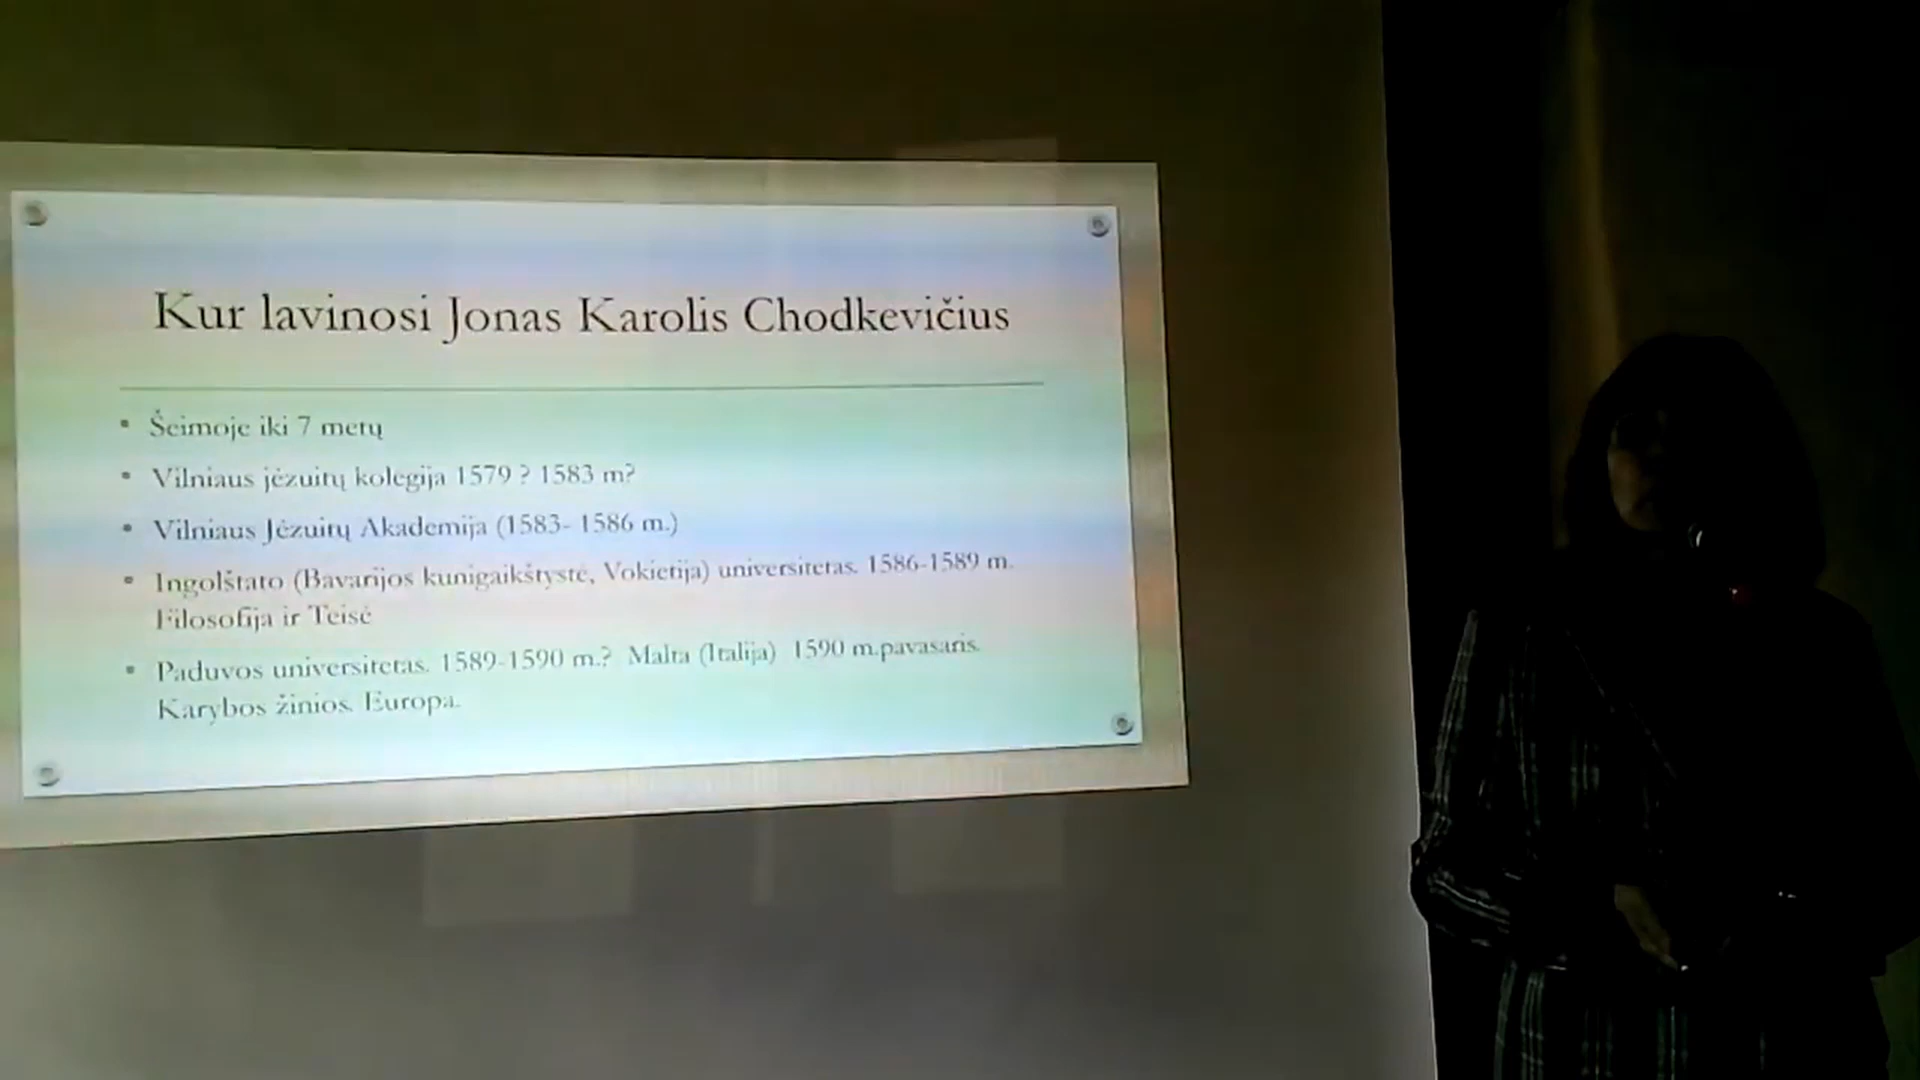 Kur lavinosi Jonas Karolis Chodkevičius
• Šeimoje iki 7 metų
• Vilniaus jėzuitų kolegija 1579 ? 1583 m?
• Vilniaus Jėzuitų Akademija (1583- 1586 m.)
• Ingolštato (Bavarijos kunigaikštystė, Vokietija) universitetas. 1586-1589 m.
Filosofija ir Teisė
• Paduvos universitetas. 1589-1590 m.? Malta (Italija) 1590 m.pavasaris.
Karybos žinios. Europa.